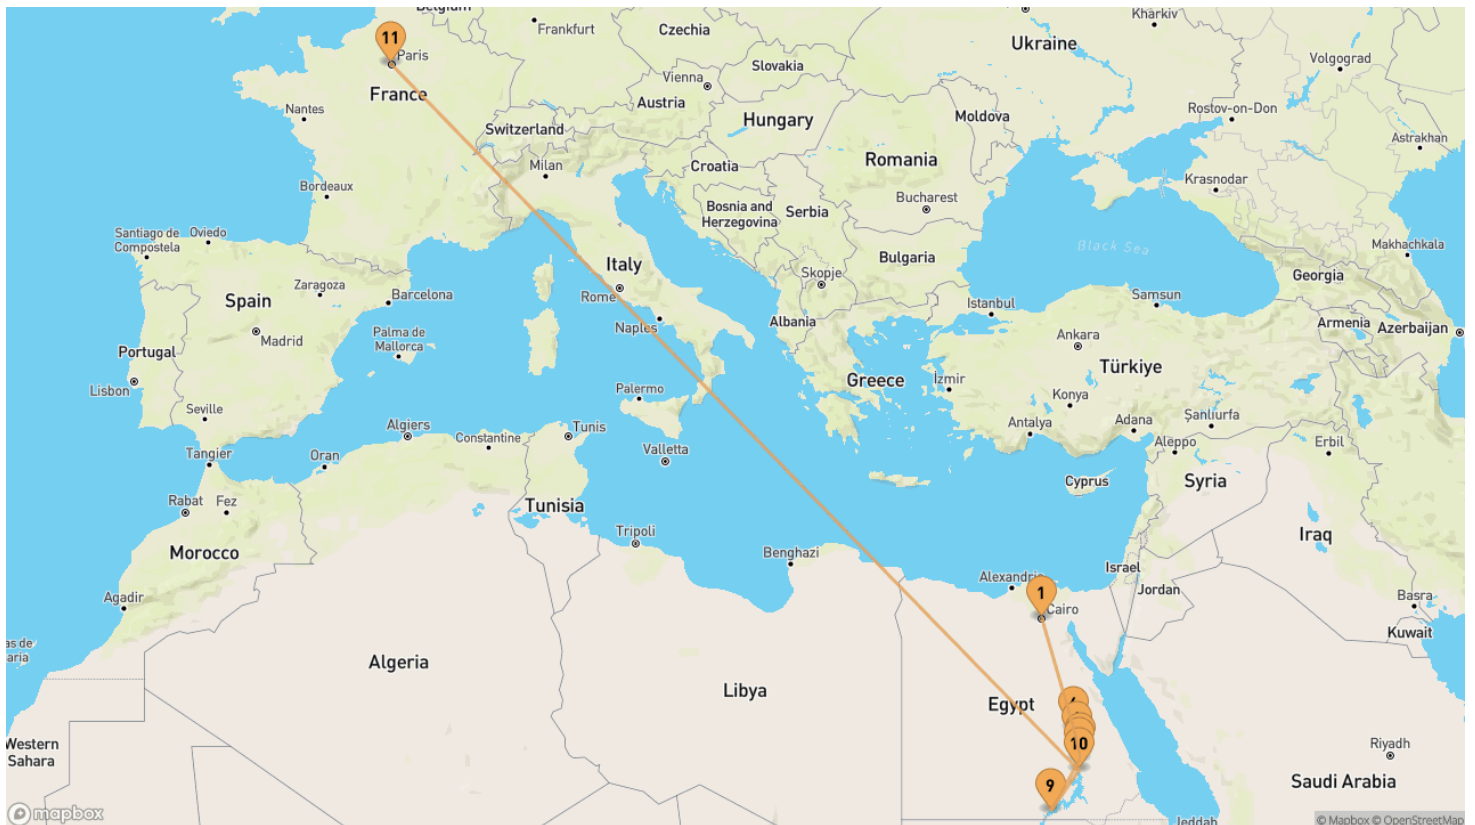 Belgium
Kharkiv
11
Frankfurt
Czechia
Ukraine
Paris
Slovakia
Volgograd
Vienna
France
Austria
Nantes
Rostov-on-Don
Hungary
Moldova
Switzerland
Astrakhan
Milan
Croatia
Romania
Krasnodar
Bordeaux
Bucharest
Bosnia and
Herzegovina
Serbia
Santiago de
Compostela
Oviedo
Black Sea
Makhachkala
Bulgaria
Italy
Skopje
Georgia
Zaragoza
Barcelona
Rome
Samsun
Spain
Istanbul
Naples
Albania
Armenia
Azerbaijan
Palma de
Mallorca
Madrid
Ankara
Portugal
Türkiye
Greece
İzmir
Lisbon
Palermo
Konya
Seville
Şanlıurfa
Algiers
Constantine
Tunis
Antalya
Adana
Aleppo
Erbil
Tangier
Oran
Valletta
Cyprus
Syria
Rabat
Fez
Tunisia
Tripoli
Iraq
Morocco
Benghazi
Israel
Alexandria
Jordan
1
Agadir
Cairo
Basra
Kuwait
as de
aria
Algeria
Libya
Egypt
10
Western
Sahara
Riyadh
9
Saudi Arabia
mapbox
Jeddah
© Mapbox © OpenStreetMap